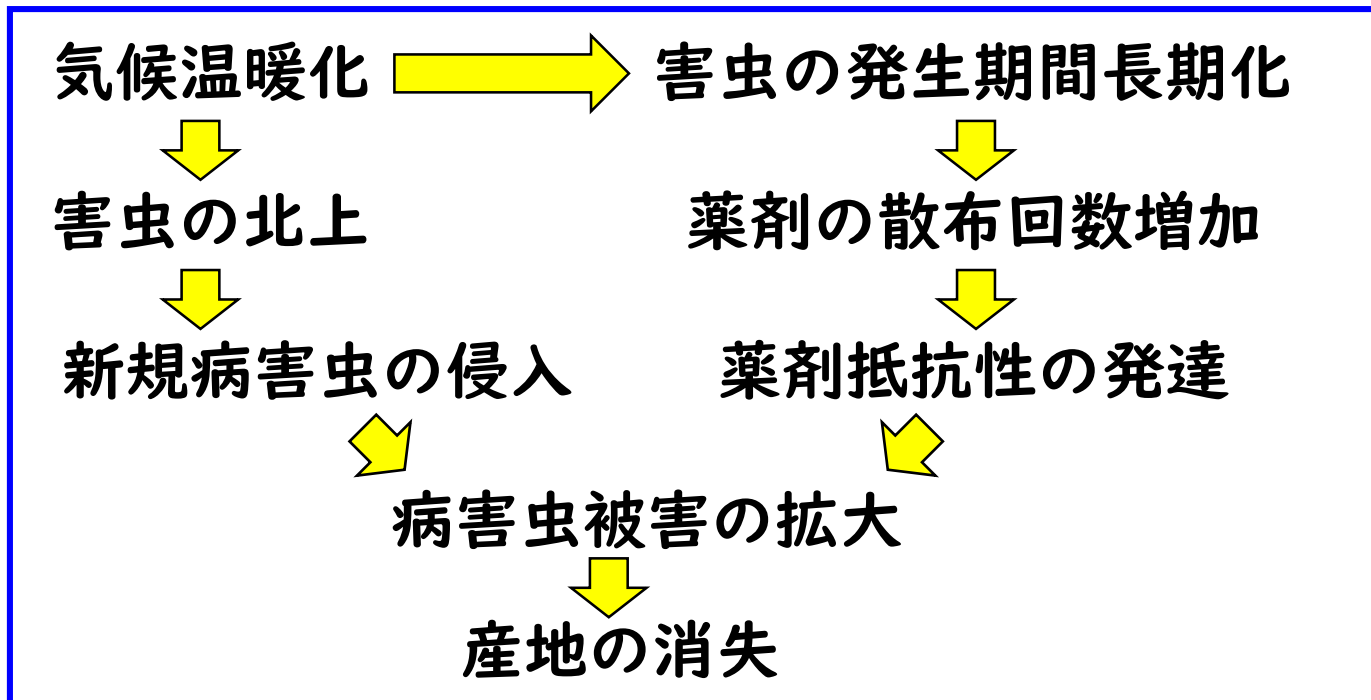 気候温暖化
害虫の発生期間長期化
害虫の北上
薬剤の散布回数増加
新規病害虫の侵入
薬剤抵抗性の発達
病害虫被害の拡大
産地の消失